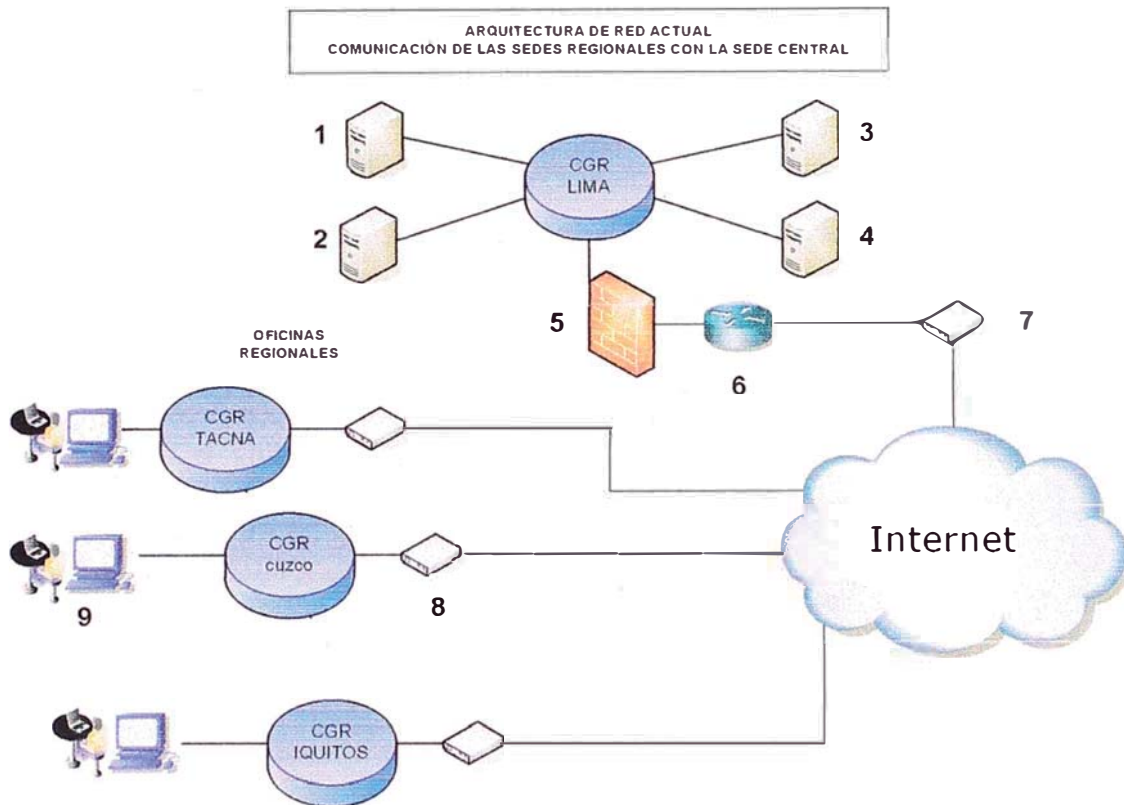 ARQUITECTURA DE RED ACTUAL
COMUNICACIÓN DE LAS SEDES REGIONALES CON LA SEDE CENTRAL
1
3
CGR
LIMA
2
4
5
7
6
OFICINAS
REGIONALES
CGR
TACNA
CGR
cuzco
Internet
9
8
CGR
IQUITOS